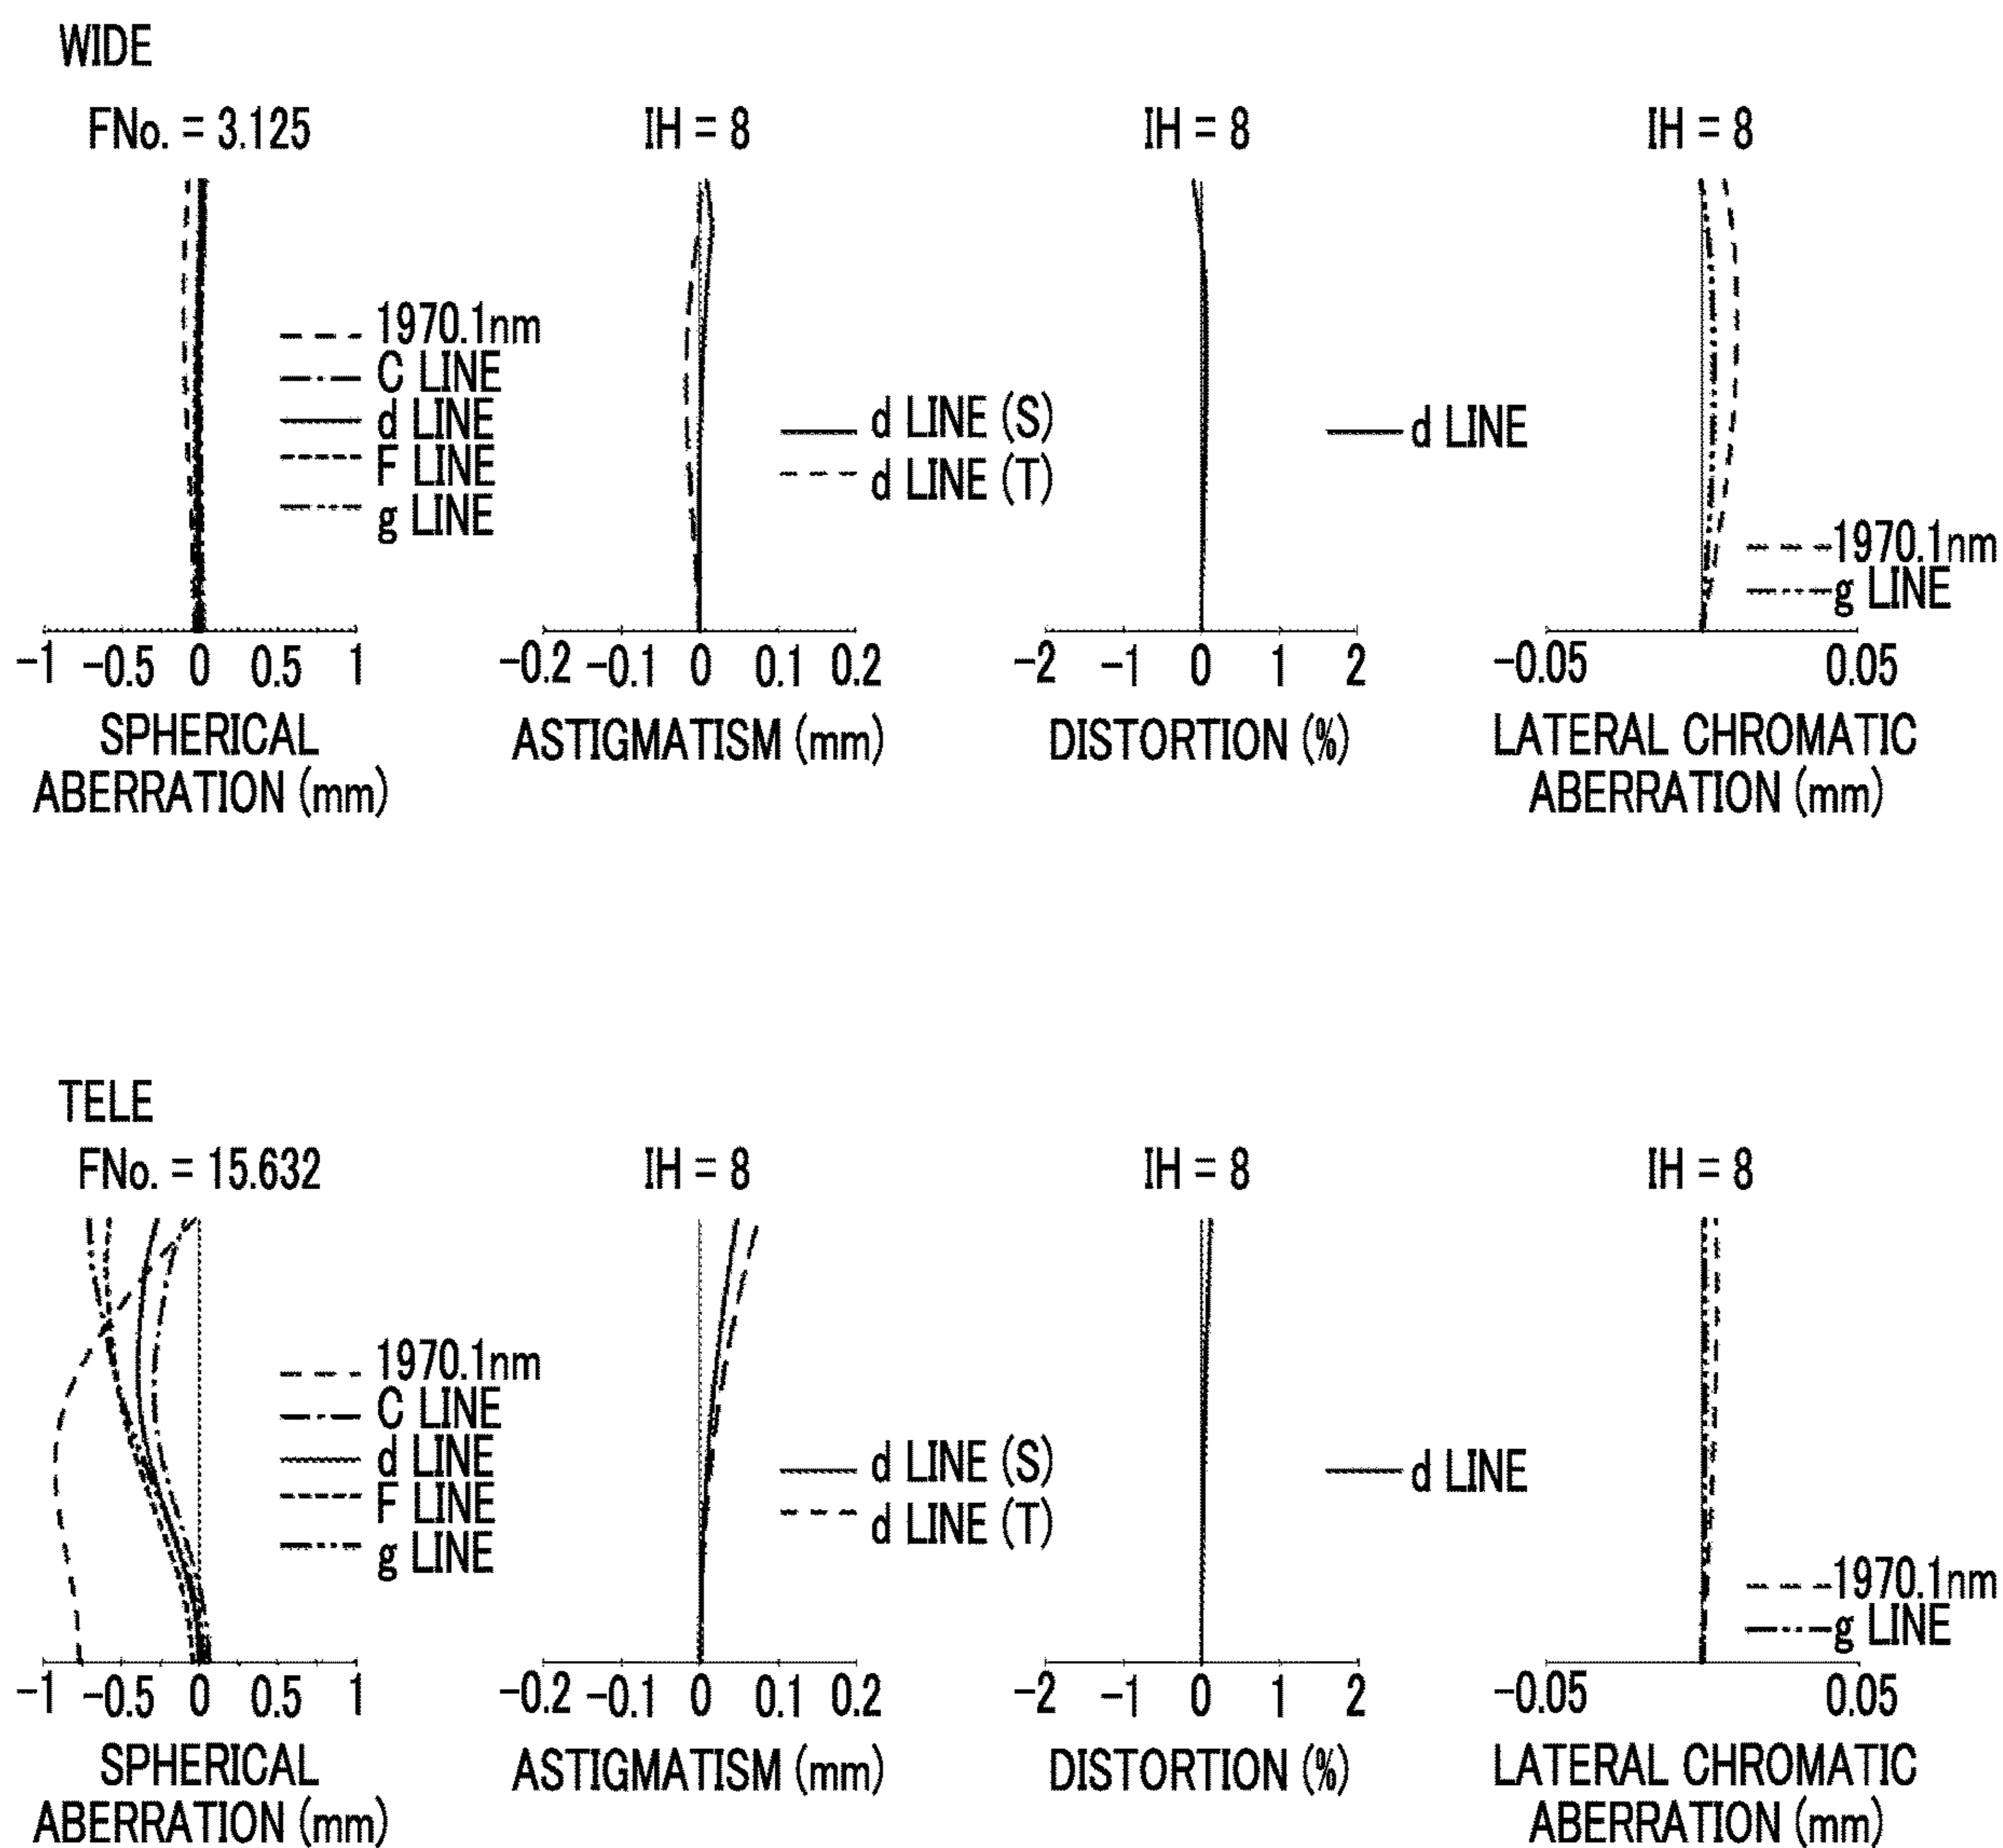 WIDE
FNo. = 3.125
IH = 8
IH = 8
IH = 8
1970.1nm
C LINE
d LINE
F LINE
g LINE
d LINE (S)
d LINE (T)
d LINE
1970.1nm
g LINE
-1 -0.5 0 0.5 1
-0.2 -0.1 0 0.1 0.2
-2 -1 0 1 2
-0.05 0.05
SPHERICAL
ABERRATION (mm)
ASTIGMATISM (mm)
DISTORTION (%)
LATERAL CHROMATIC
ABERRATION (mm)
TELE
FNo. = 15.632
IH = 8
IH = 8
IH = 8
1970.1nm
C LINE
d LINE
F LINE
g LINE
d LINE (S)
d LINE (T)
d LINE
1970.1nm
g LINE
-1 -0.5 0 0.5 1
-0.2 -0.1 0 0.1 0.2
-2 -1 0 1 2
-0.05 0.05
SPHERICAL
ABERRATION (mm)
ASTIGMATISM (mm)
DISTORTION (%)
LATERAL CHROMATIC
ABERRATION (mm)